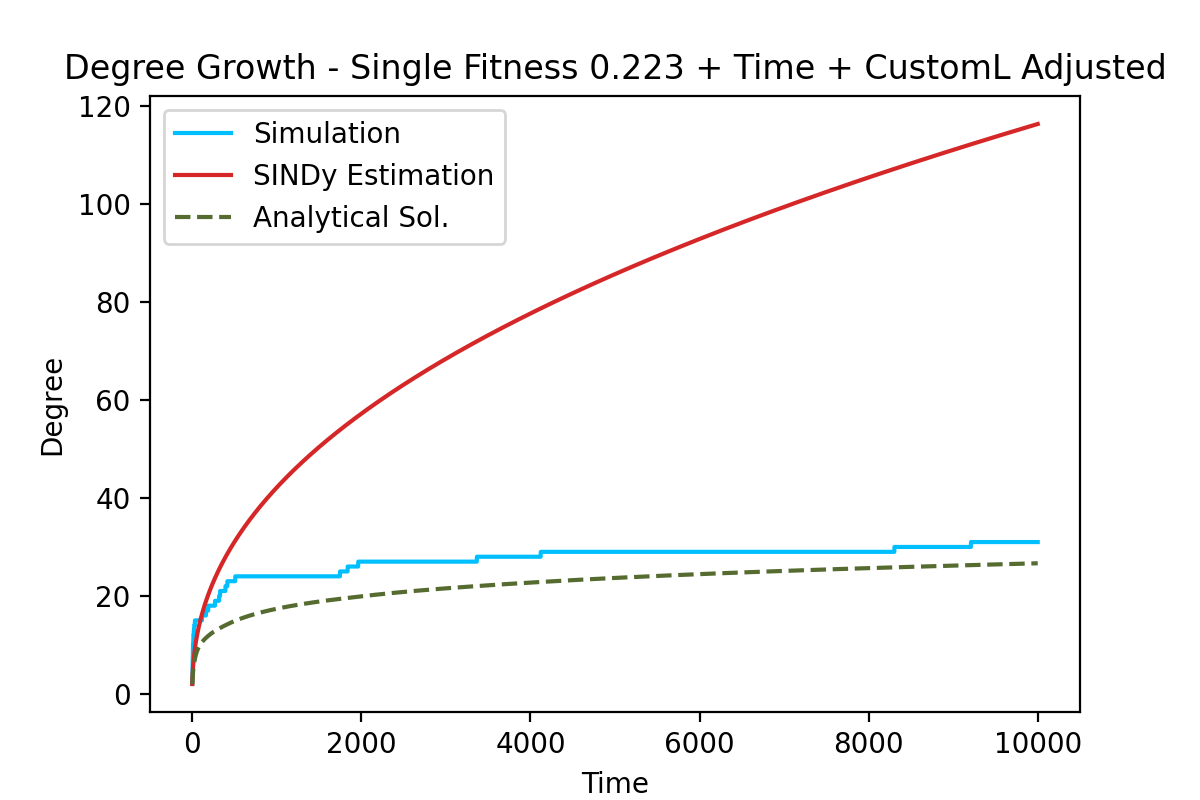 Degree Growth - Single Fitness 0.223 + Time + CustomL Adjusted
Simulation
SINDy Estimation
Analytical Sol.
120
100
80
60
40
20
0
Degree
0 2000 4000 6000 8000 10000
Time